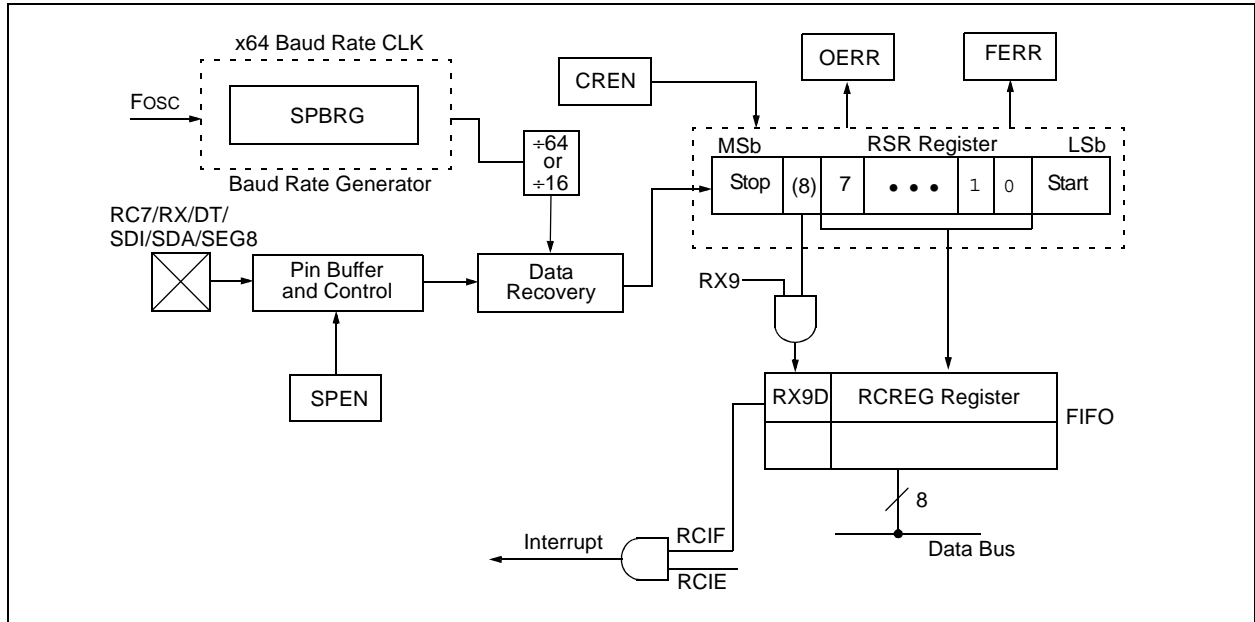 x64 Baud Rate CLK
FOSC
SPBRG
Baud Rate Generator
÷64
or
÷16
CREN
OERR
FERR
MSb
RSR Register
LSb
Stop
(8)
7
• • •
1
0
Start
RC7/RX/DT/
SDI/SDA/SEG8
Pin Buffer
and Control
Data
Recovery
RX9
SPEN
RX9D
RCREG Register
FIFO
8
Data Bus
Interrupt
RCIF
RCIE